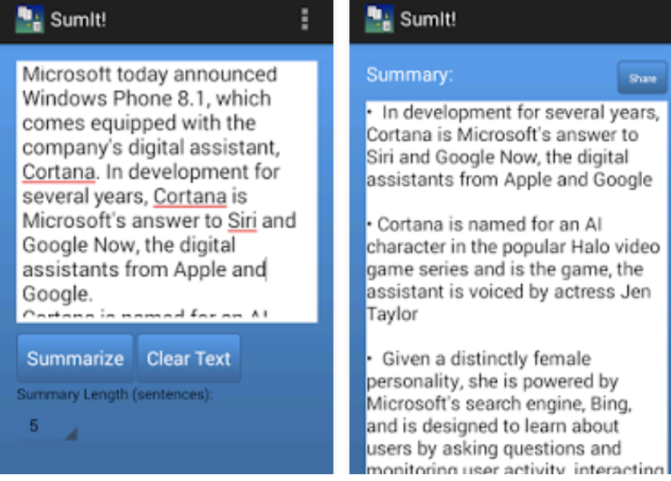 SumIt!
Microsoft today announced
Windows Phone 8.1, which
comes equipped with the
company's digital assistant,
Cortana. In development for
several years, Cortana is
Microsoft's answer to Siri and
Google Now, the digital
assistants from Apple and
Google.
Cortana is named for an AI
Summarize
Clear Text
Summary Length (sentences):
5
SumIt!
Summary:
Share
• In development for several years,
Cortana is Microsoft's answer to
Siri and Google Now, the digital
assistants from Apple and Google
• Cortana is named for an AI
character in the popular Halo video
game series and is the game, the
assistant is voiced by actress Jen
Taylor
• Given a distinctly female
personality, she is powered by
Microsoft's search engine, Bing,
and is designed to learn about
users by asking questions and
monitoring user activity, interacting